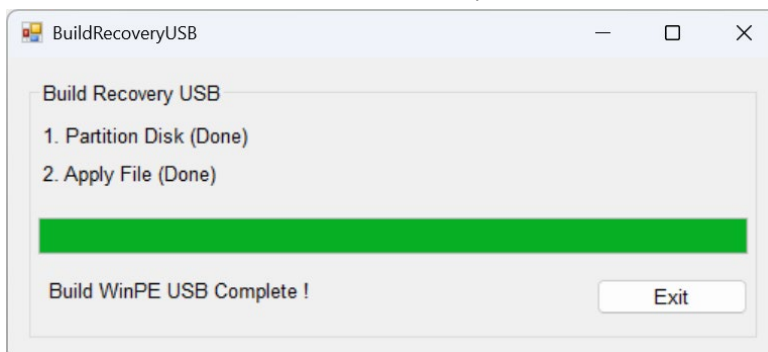 BuildRecoveryUSB
Build Recovery USB
1. Partition Disk (Done)
2. Apply File (Done)
Build WinPE USB Complete !
Exit